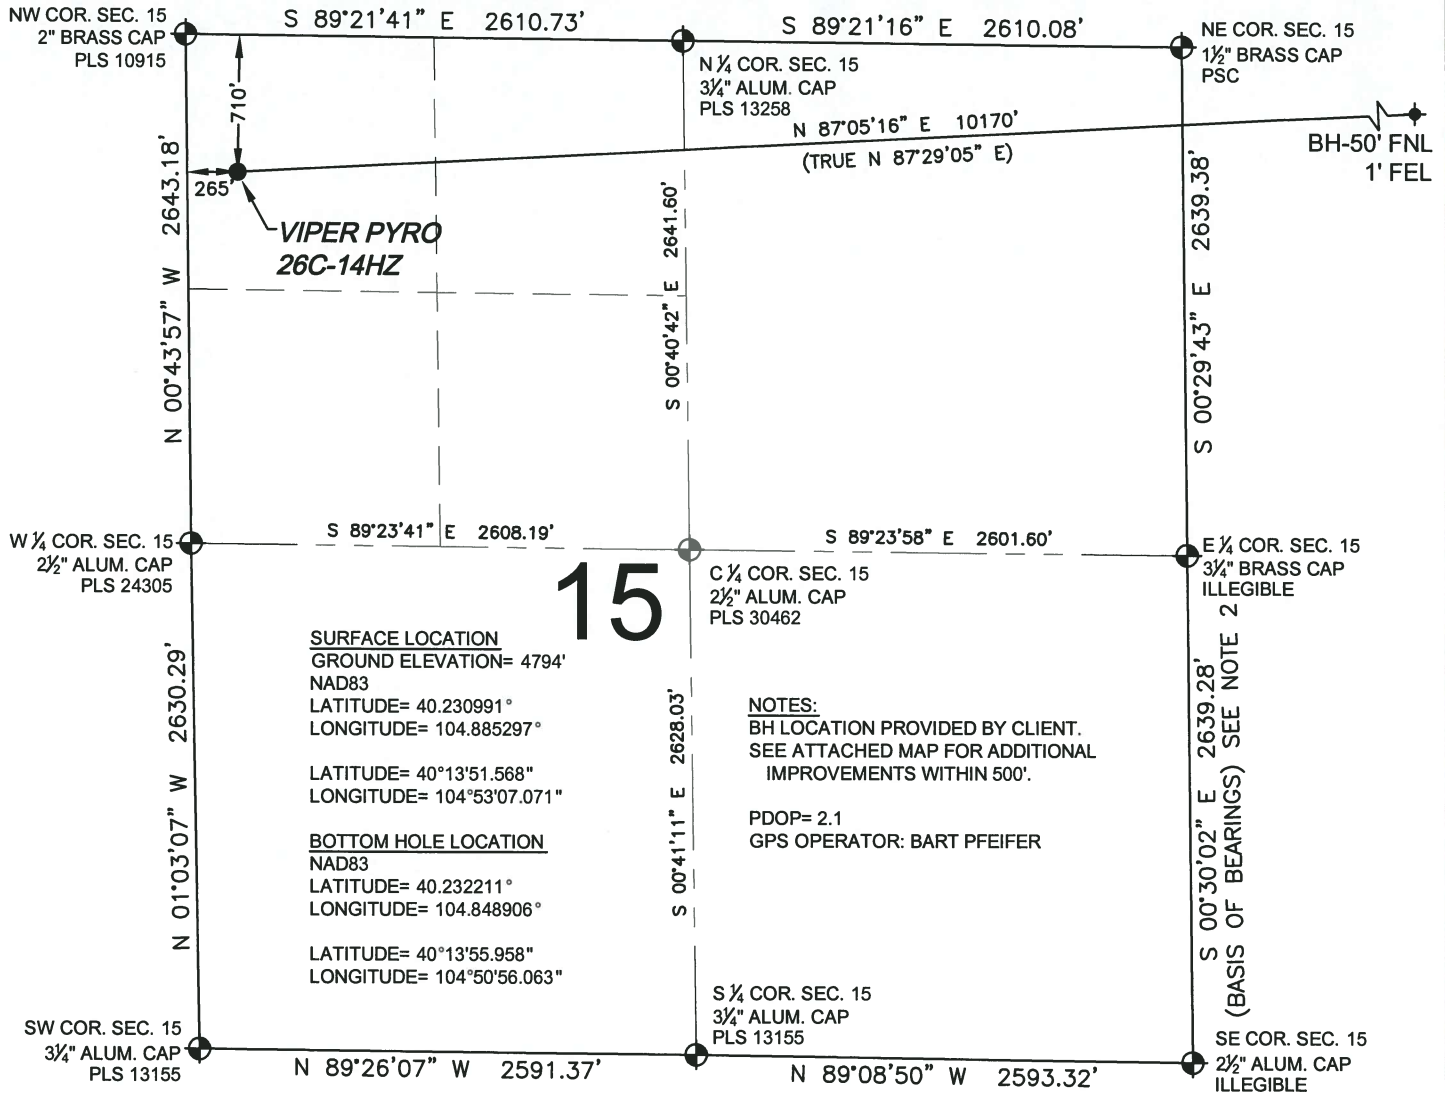 NW COR. SEC. 15
2" BRASS CAP
PLS 10915
S 89°21'41" E 2610.73'
S 89°21'16" E 2610.08'
NE COR. SEC. 15
1½" BRASS CAP
PSC
N ¼ COR. SEC. 15
3¼" ALUM. CAP
PLS 13258
710'
265'
N 87°05'16" E 10170'
(TRUE N 87°29'05" E)
BH-50' FNL
1' FEL
VIPER PYRO
26C-14HZ
N 00°43'57" W 2643.18'
S 00°40'42" E 2641.60'
S 00°29'43" E 2639.38'
W ¼ COR. SEC. 15
2½" ALUM. CAP
PLS 24305
S 89°23'41" E 2608.19'
S 89°23'58" E 2601.60'
E ¼ COR. SEC. 15
3¼" BRASS CAP
ILLEGIBLE
15
C ¼ COR. SEC. 15
2½" ALUM. CAP
PLS 30462
SURFACE LOCATION
GROUND ELEVATION= 4794'
NAD83
LATITUDE= 40.230991°
LONGITUDE= 104.885297°
LATITUDE= 40°13'51.568"
LONGITUDE= 104°53'07.071"
BOTTOM HOLE LOCATION
NAD83
LATITUDE= 40.232211°
LONGITUDE= 104.848906°
LATITUDE= 40°13'55.958"
LONGITUDE= 104°50'56.063"
NOTES:
BH LOCATION PROVIDED BY CLIENT.
SEE ATTACHED MAP FOR ADDITIONAL
IMPROVEMENTS WITHIN 500'.
PDOP= 2.1
GPS OPERATOR: BART PFEIFER
N 01°03'07" W 2630.29'
S 00°41'11" E 2628.03'
S 00°30'02" E 2639.28'
(BASIS OF BEARINGS) SEE NOTE 2
SW COR. SEC. 15
3¼" ALUM. CAP
PLS 13155
S ¼ COR. SEC. 15
3¼" ALUM. CAP
PLS 13155
SE COR. SEC. 15
2½" ALUM. CAP
ILLEGIBLE
N 89°26'07" W 2591.37'
N 89°08'50" W 2593.32'